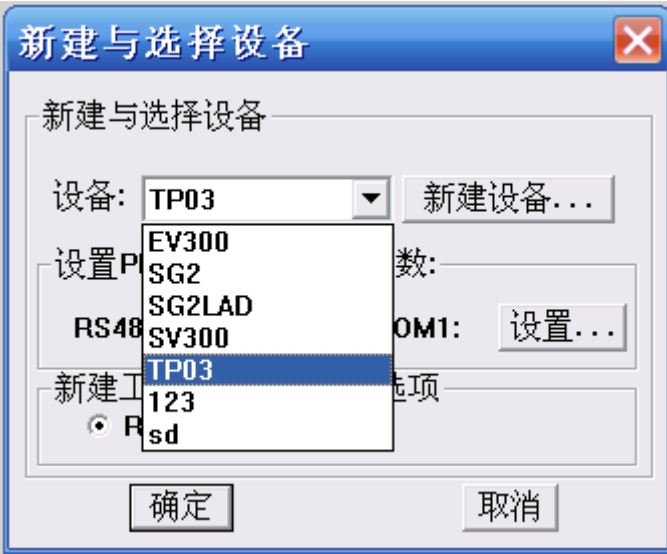 新建与选择设备
新建与选择设备
设备: TP03 新建设备...
EV300
SG2
SG2LAD
SV300
TP03
123
sd
设置P 数:
RS48 OM1: 设置...
新建 选项
R
确定 取消